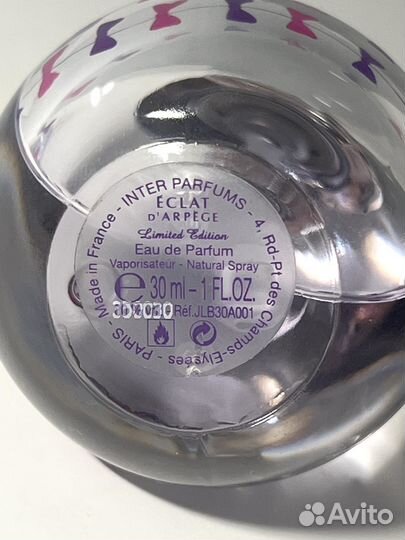 Made in France - INTER PARFUMS - 4, Rd-Pt des Champs-Elysées - PARIS -
ÉCLAT
D'ARPÈGE
Limited Edition
Eau de Parfum
Vaporisateur - Natural Spray
℮ 30 ml - 1 FL.OZ.
Réf.JLB30A001
Avito